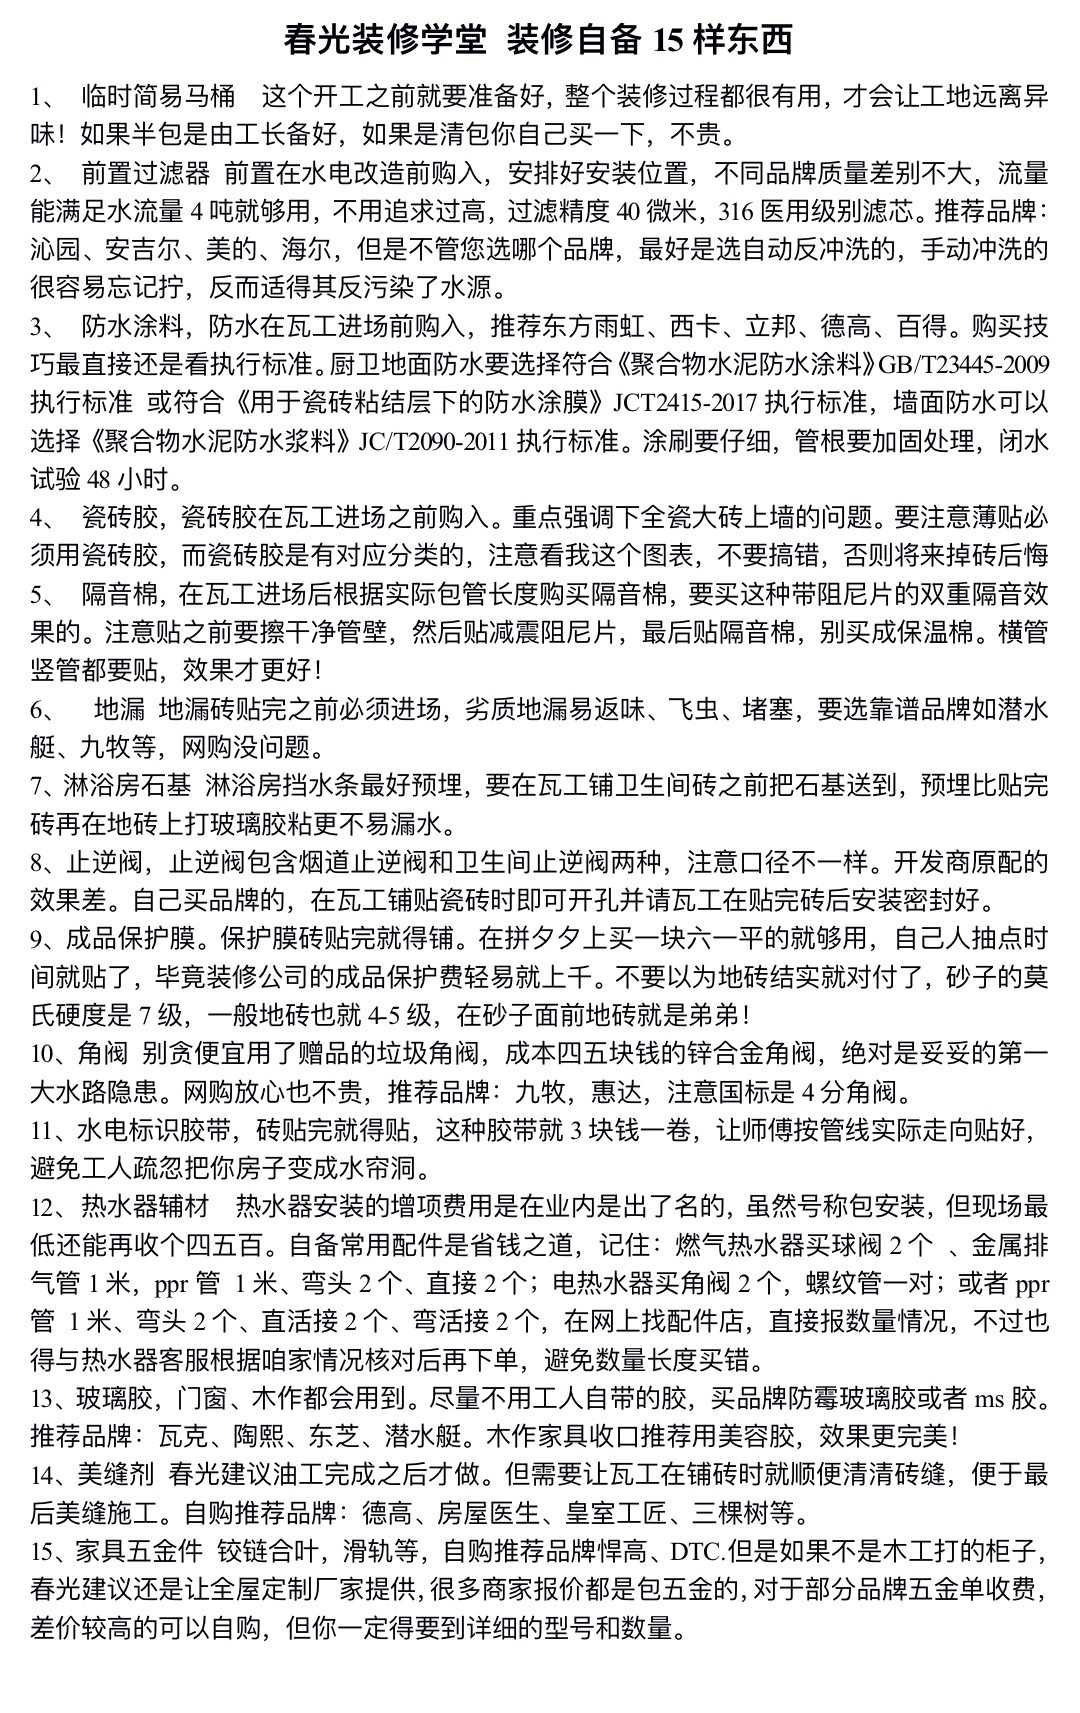 春光装修学堂 装修自备 15 样东西
1、 临时简易马桶 这个开工之前就要准备好，整个装修过程都很有用，才会让工地远离异
味！如果半包是由工长备好，如果是清包你自己买一下，不贵。
2、 前置过滤器 前置在水电改造前购入，安排好安装位置，不同品牌质量差别不大，流量
能满足水流量 4 吨就够用，不用追求过高，过滤精度 40 微米，316 医用级别滤芯。推荐品牌：
沁园、安吉尔、美的、海尔，但是不管您选哪个品牌，最好是选自动反冲洗的，手动冲洗的
很容易忘记拧，反而适得其反污染了水源。
3、 防水涂料，防水在瓦工进场前购入，推荐东方雨虹、西卡、立邦、德高、百得。购买技
巧最直接还是看执行标准。厨卫地面防水要选择符合《聚合物水泥防水涂料》GB/T23445-2009
执行标准 或符合《用于瓷砖粘结层下的防水涂膜》JCT2415-2017 执行标准，墙面防水可以
选择《聚合物水泥防水浆料》JC/T2090-2011 执行标准。涂刷要仔细，管根要加固处理，闭水
试验 48 小时。
4、 瓷砖胶，瓷砖胶在瓦工进场之前购入。重点强调下全瓷大砖上墙的问题。要注意薄贴必
须用瓷砖胶，而瓷砖胶是有对应分类的，注意看我这个图表，不要搞错，否则将来掉砖后悔
5、 隔音棉，在瓦工进场后根据实际包管长度购买隔音棉，要买这种带阻尼片的双重隔音效
果的。注意贴之前要擦干净管壁，然后贴减震阻尼片，最后贴隔音棉，别买成保温棉。横管
竖管都要贴，效果才更好！
6、 地漏 地漏砖贴完之前必须进场，劣质地漏易返味、飞虫、堵塞，要选靠谱品牌如潜水
艇、九牧等，网购没问题。
7、淋浴房石基 淋浴房挡水条最好预埋，要在瓦工铺卫生间砖之前把石基送到，预埋比贴完
砖再在地砖上打玻璃胶粘更不易漏水。
8、止逆阀，止逆阀包含烟道止逆阀和卫生间止逆阀两种，注意口径不一样。开发商原配的
效果差。自己买品牌的，在瓦工铺贴瓷砖时即可开孔并请瓦工在贴完砖后安装密封好。
9、成品保护膜。保护膜砖贴完就得铺。在拼夕夕上买一块六一平的就够用，自己人抽点时
间就贴了，毕竟装修公司的成品保护费轻易就上千。不要以为地砖结实就对付了，砂子的莫
氏硬度是 7 级，一般地砖也就 4-5 级，在砂子面前地砖就是弟弟！
10、角阀 别贪便宜用了赠品的垃圾角阀，成本四五块钱的锌合金角阀，绝对是妥妥的第一
大水路隐患。网购放心也不贵，推荐品牌：九牧，惠达，注意国标是 4 分角阀。
11、水电标识胶带，砖贴完就得贴，这种胶带就 3 块钱一卷，让师傅按管线实际走向贴好，
避免工人疏忽把你房子变成水帘洞。
12、热水器辅材 热水器安装的增项费用是在业内是出了名的，虽然号称包安装，但现场最
低还能再收个四五百。自备常用配件是省钱之道，记住：燃气热水器买球阀 2 个 、金属排
气管 1 米，ppr 管 1 米、弯头 2 个、直接 2 个；电热水器买角阀 2 个，螺纹管一对；或者 ppr
管 1 米、弯头 2 个、直活接 2 个、弯活接 2 个，在网上找配件店，直接报数量情况，不过也
得与热水器客服根据咱家情况核对后再下单，避免数量长度买错。
13、玻璃胶，门窗、木作都会用到。尽量不用工人自带的胶，买品牌防霉玻璃胶或者 ms 胶。
推荐品牌：瓦克、陶熙、东芝、潜水艇。木作家具收口推荐用美容胶，效果更完美！
14、美缝剂 春光建议油工完成之后才做。但需要让瓦工在铺砖时就顺便清清砖缝，便于最
后美缝施工。自购推荐品牌：德高、房屋医生、皇室工匠、三棵树等。
15、家具五金件 铰链合叶，滑轨等，自购推荐品牌悍高、DTC.但是如果不是木工打的柜子，
春光建议还是让全屋定制厂家提供，很多商家报价都是包五金的，对于部分品牌五金单收费，
差价较高的可以自购，但你一定得要到详细的型号和数量。